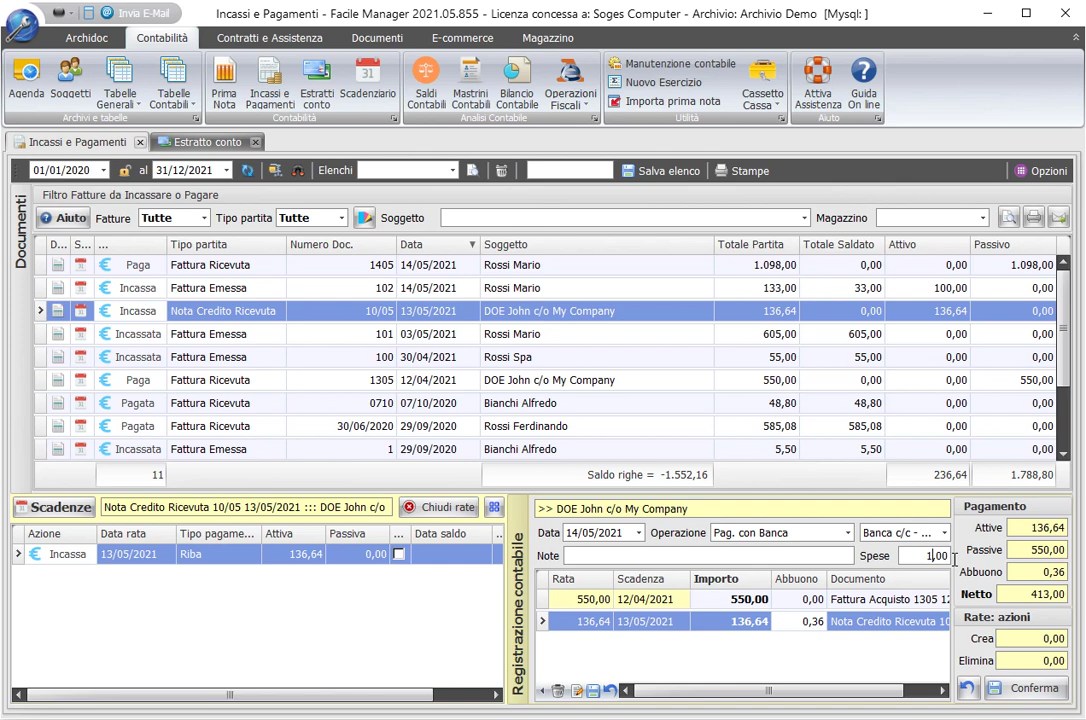 Invia E-Mail
Incassi e Pagamenti - Facile Manager 2021.05.855 - Licenza concessa a: Soges Computer - Archivio: Archivio Demo [Mysql: ]
Archidoc Contabilità Contratti e Assistenza Documenti E-commerce Magazzino
Agenda Soggetti Tabelle Generali Tabelle Contabili Prima Nota Incassi e Pagamenti Estratti conto Scadenziario Saldi Contabili Mastrini Contabili Bilancio Contabile Operazioni Fiscali Manutenzione contabile Nuovo Esercizio Importa prima nota Cassetto Cassa Attiva Assistenza Guida On line
Archivi e tabelle Contabilità Analisi Contabile Utilità Aiuto
Incassi e Pagamenti Estratto conto
01/01/2020 al 31/12/2021 Elenchi Salva elenco Stampe Opzioni
Documenti
Filtro Fatture da Incassare o Pagare
Aiuto Fatture Tutte Tipo partita Tutte Soggetto Magazzino
D... S... ... Tipo partita Numero Doc. Data Soggetto Totale Partita Totale Saldato Attivo Passivo
Paga Fattura Ricevuta 1405 14/05/2021 Rossi Mario 1.098,00 0,00 0,00 1.098,00
Incassa Fattura Emessa 102 14/05/2021 Rossi Mario 133,00 33,00 100,00 0,00
Incassa Nota Credito Ricevuta 10/05 13/05/2021 DOE John c/o My Company 136,64 0,00 136,64 0,00
Incassata Fattura Emessa 101 03/05/2021 Rossi Mario 605,00 605,00 0,00 0,00
Incassata Fattura Emessa 100 30/04/2021 Rossi Spa 55,00 55,00 0,00 0,00
Paga Fattura Ricevuta 1305 12/04/2021 DOE John c/o My Company 550,00 0,00 0,00 550,00
Pagata Fattura Ricevuta 0710 07/10/2020 Bianchi Alfredo 48,80 48,80 0,00 0,00
Pagata Fattura Ricevuta 30/06/2020 29/09/2020 Rossi Ferdinando 585,08 585,08 0,00 0,00
Incassata Fattura Emessa 1 29/09/2020 Bianchi Alfredo 5,50 5,50 0,00 0,00
11 Saldo righe = -1.552,16 236,64 1.788,80
Scadenze Nota Credito Ricevuta 10/05 13/05/2021 ::: DOE John c/o Chiudi rate
Azione Data rata Tipo pagame... Attiva Passiva ... Data saldo ..
Incassa 13/05/2021 Riba 136,64 0,00
Registrazione contabile
>> DOE John c/o My Company
Data 14/05/2021 Operazione Pag. con Banca Banca c/c - ...
Note Spese 1,00
Rata Scadenza Importo Abbuono Documento
550,00 12/04/2021 550,00 0,00 Fattura Acquisto 1305 12
136,64 13/05/2021 136,64 0,36 Nota Credito Ricevuta 10
Pagamento
Attive 136,64
Passive 550,00
Abbuono 0,36
Netto 413,00
Rate: azioni
Crea 0,00
Elimina 0,00
Conferma